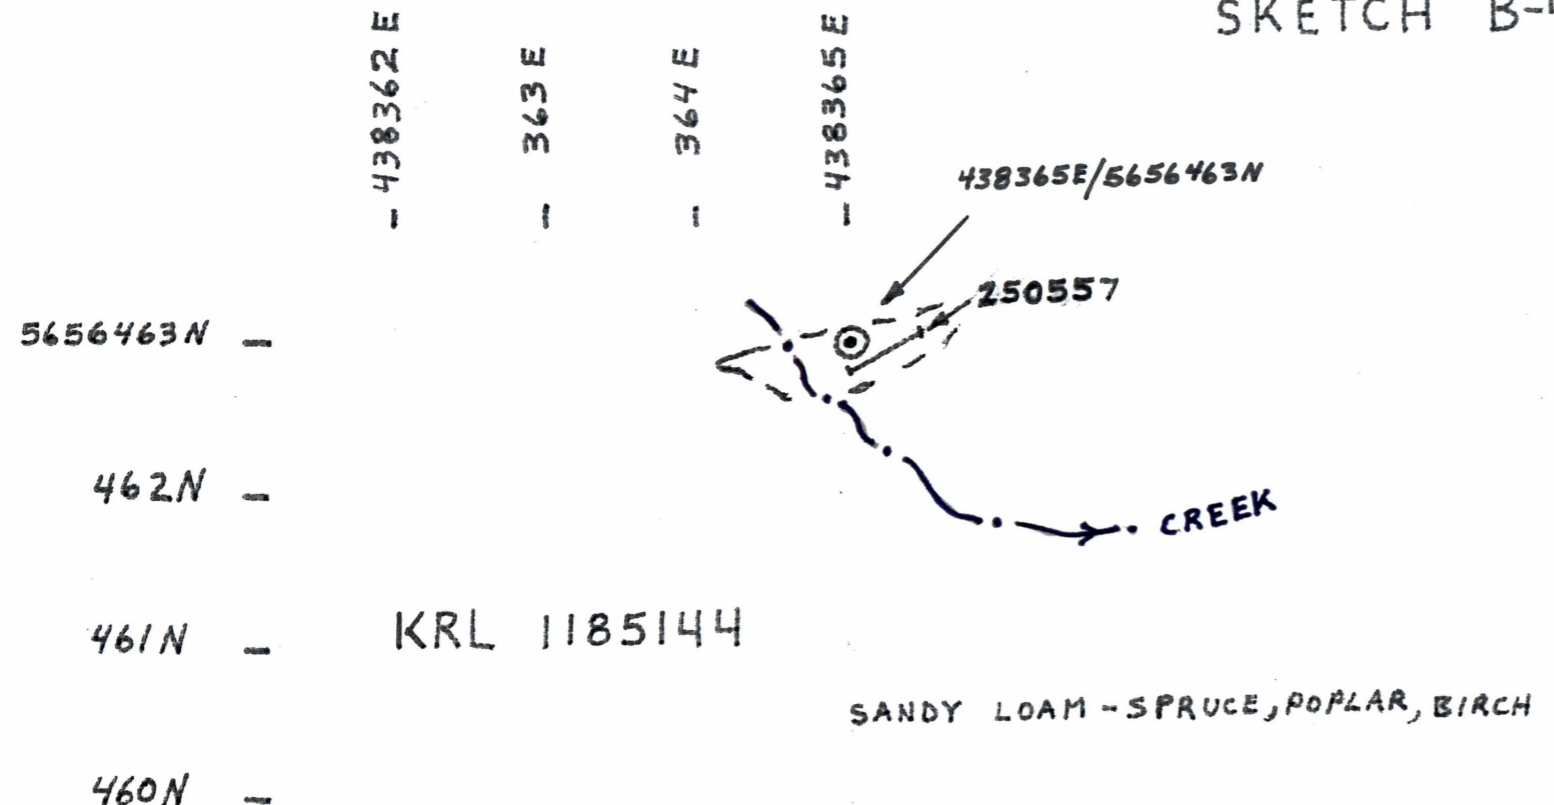 SKETCH B-
438362E
363E
364E
438365E
438365E/5656463N
250557
5656463N
462N
CREEK
461N
KRL 1185144
SANDY LOAM - SPRUCE, POPLAR, BIRCH
460N